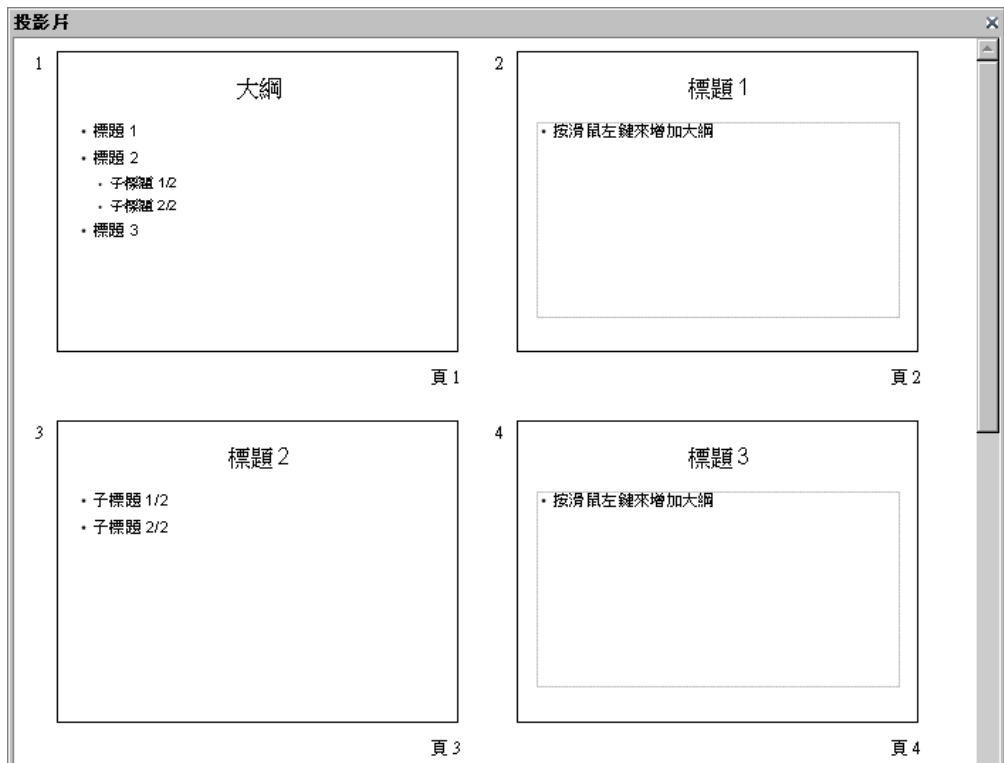 投影片
1
大綱
• 標題 1
• 標題 2
• 子標題 1/2
• 子標題 2/2
• 標題 3
頁 1
2
標題 1
• 按滑鼠左鍵來增加大綱
頁 2
3
標題 2
• 子標題 1/2
• 子標題 2/2
頁 3
4
標題 3
• 按滑鼠左鍵來增加大綱
頁 4